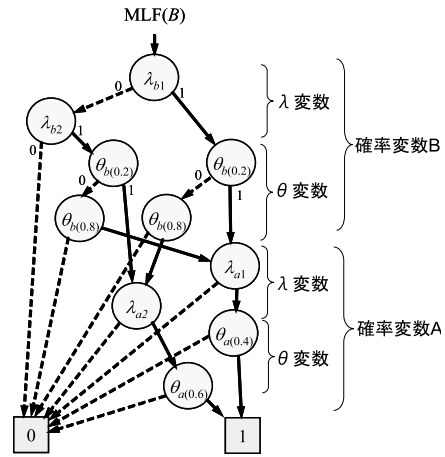 MLF(B)
λb1
0
1
λ 変数
λb2
0
1
θb(0.2)
θb(0.2)
確率変数B
0
1
0
1
θ 変数
θb(0.8)
θb(0.8)
λa1
λ 変数
λa2
θa(0.4)
確率変数A
θ 変数
θa(0.6)
0
1